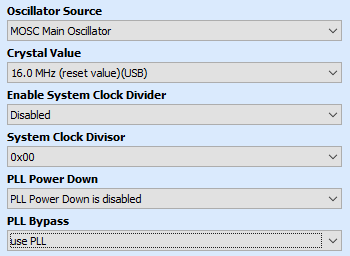 Oscillator Source
MOSC Main Oscillator
Crystal Value
16.0 MHz (reset value)(USB)
Enable System Clock Divider
Disabled
System Clock Divisor
0x00
PLL Power Down
PLL Power Down is disabled
PLL Bypass
use PLL